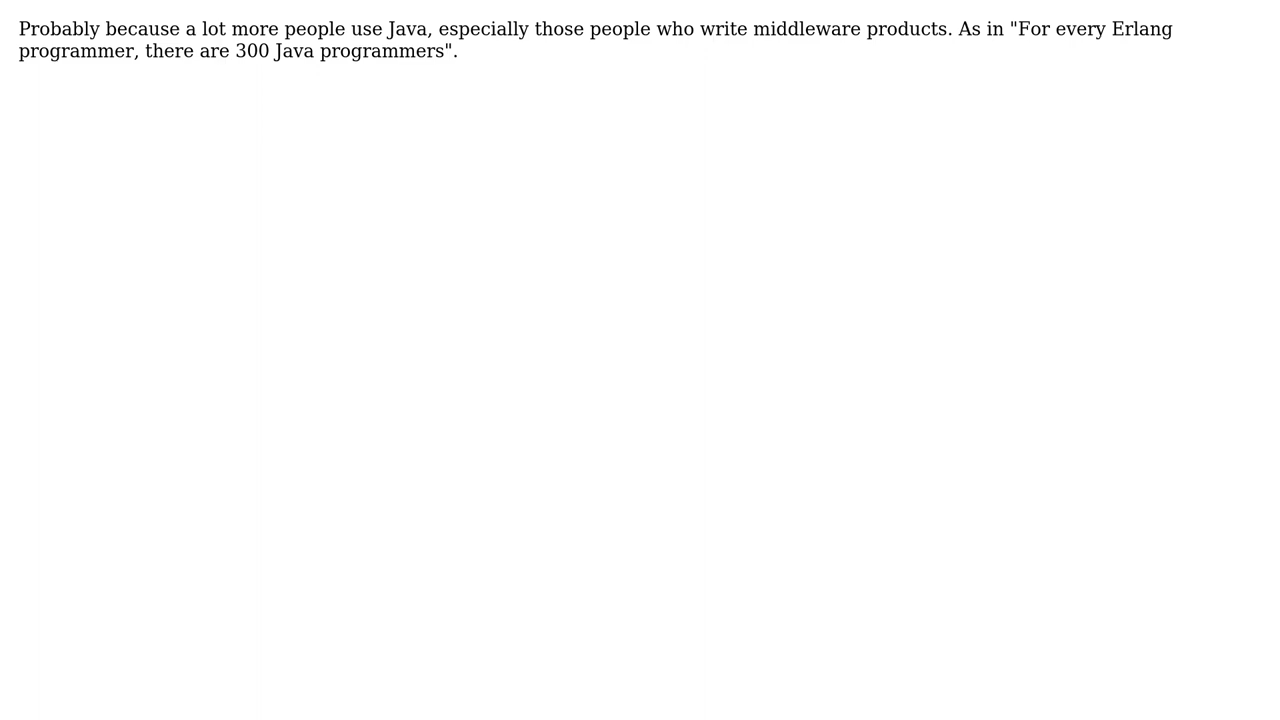 Probably because a lot more people use Java, especially those people who write middleware products. As in "For every Erlang
programmer, there are 300 Java programmers".